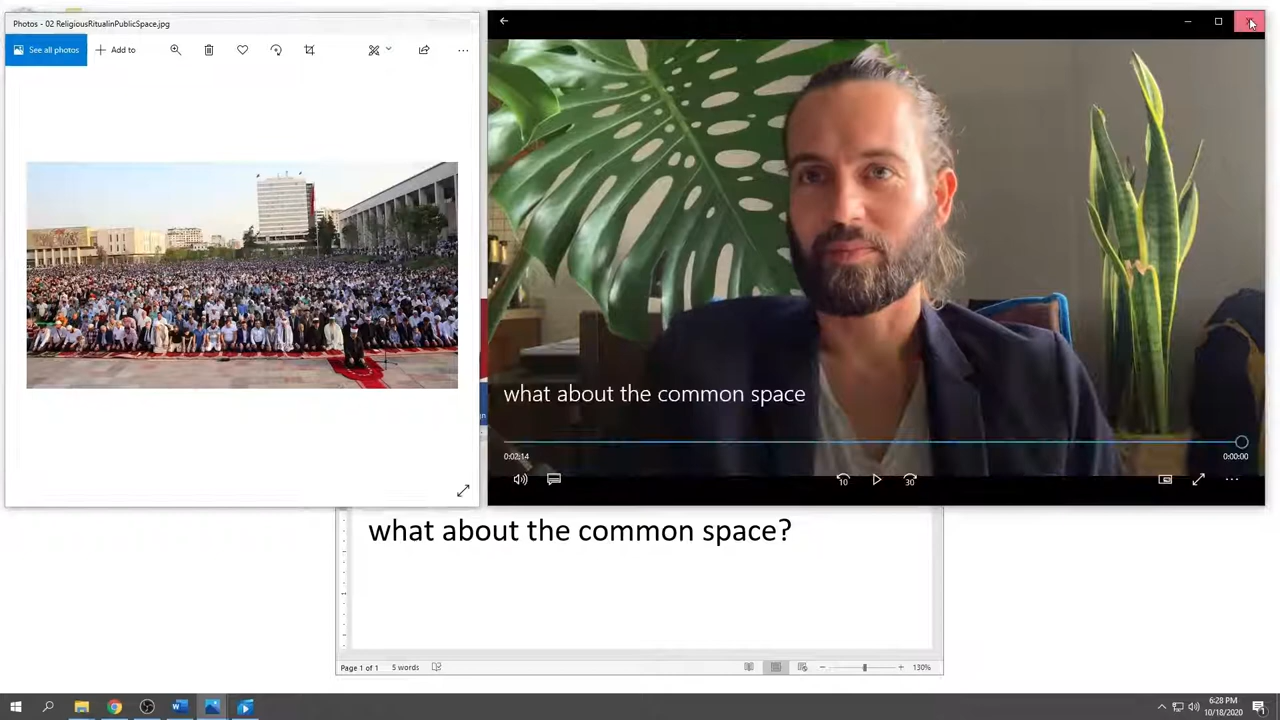 Photos - 02 ReligiousRitualinPublicSpace.jpg
See all photos
Add to
what about the common space
0:02:14
0:00:00
10
30
what about the common space?
Page 1 of 1
5 words
130%
6:28 PM
10/18/2020